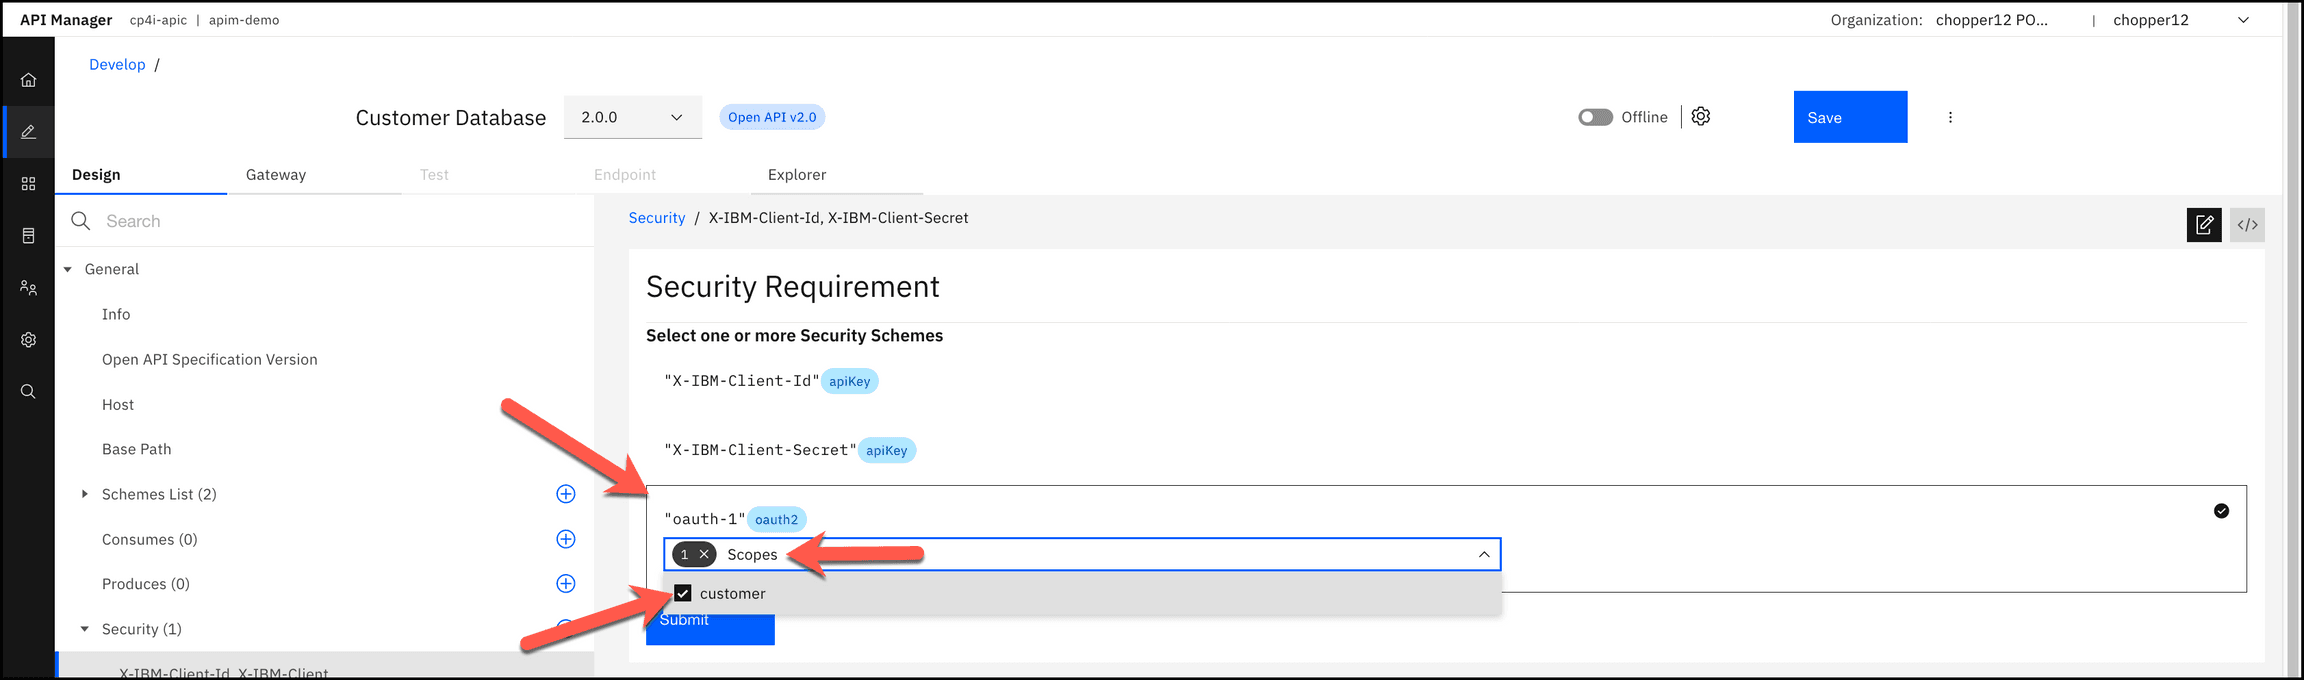 API Manager cp4i-apic | apim-demo Organization: chopper12 PO... | chopper12
Develop /
Customer Database 2.0.0 Open API v2.0 Offline Save
Design Gateway Test Endpoint Explorer
Search
General
Info
Open API Specification Version
Host
Base Path
Schemes List (2)
Consumes (0)
Produces (0)
Security (1)
X-IBM-Client-Id, X-IBM-Client
Security / X-IBM-Client-Id, X-IBM-Client-Secret
</>
Security Requirement
Select one or more Security Schemes
"X-IBM-Client-Id" apiKey
"X-IBM-Client-Secret" apiKey
"oauth-1" oauth2
1 × Scopes
customer
Submit